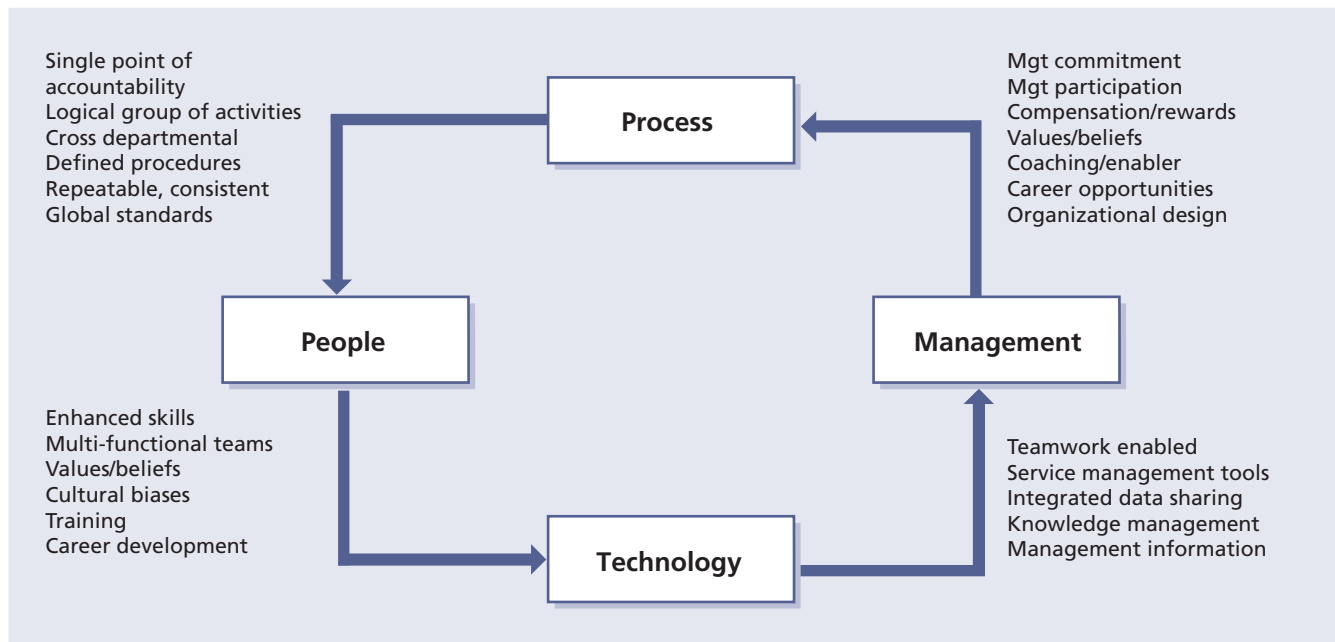 Single point of
accountability
Logical group of activities
Cross departmental
Defined procedures
Repeatable, consistent
Global standards
Process
Mgt commitment
Mgt participation
Compensation/rewards
Values/beliefs
Coaching/enabler
Career opportunities
Organizational design
People
Management
Enhanced skills
Multi-functional teams
Values/beliefs
Cultural biases
Training
Career development
Technology
Teamwork enabled
Service management tools
Integrated data sharing
Knowledge management
Management information